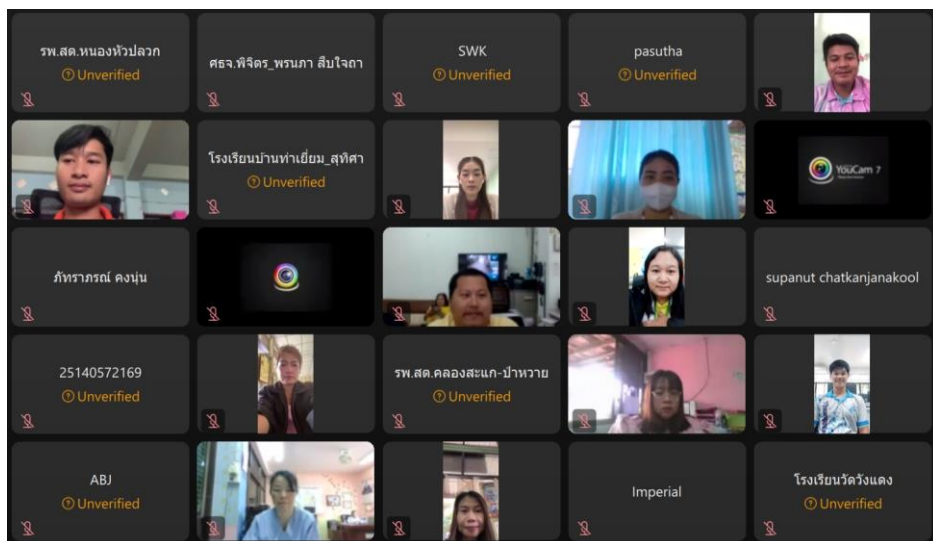 รพ.สต.หนองหัวปลวก
Unverified
ศธจ.พิจิตร_พรนภา สืบใจถา
SWK
Unverified
pasutha
Unverified
โรงเรียนบ้านท่าเยี่ยม_สุทิศา
Unverified
YouCam 7
ภัทราภรณ์ คงนุ่น
supanut chatkanjanakool
25140572169
Unverified
รพ.สต.คลองสะแก-ป่าหวาย
Unverified
ABJ
Unverified
Imperial
โรงเรียนวัดวังแดง
Unverified